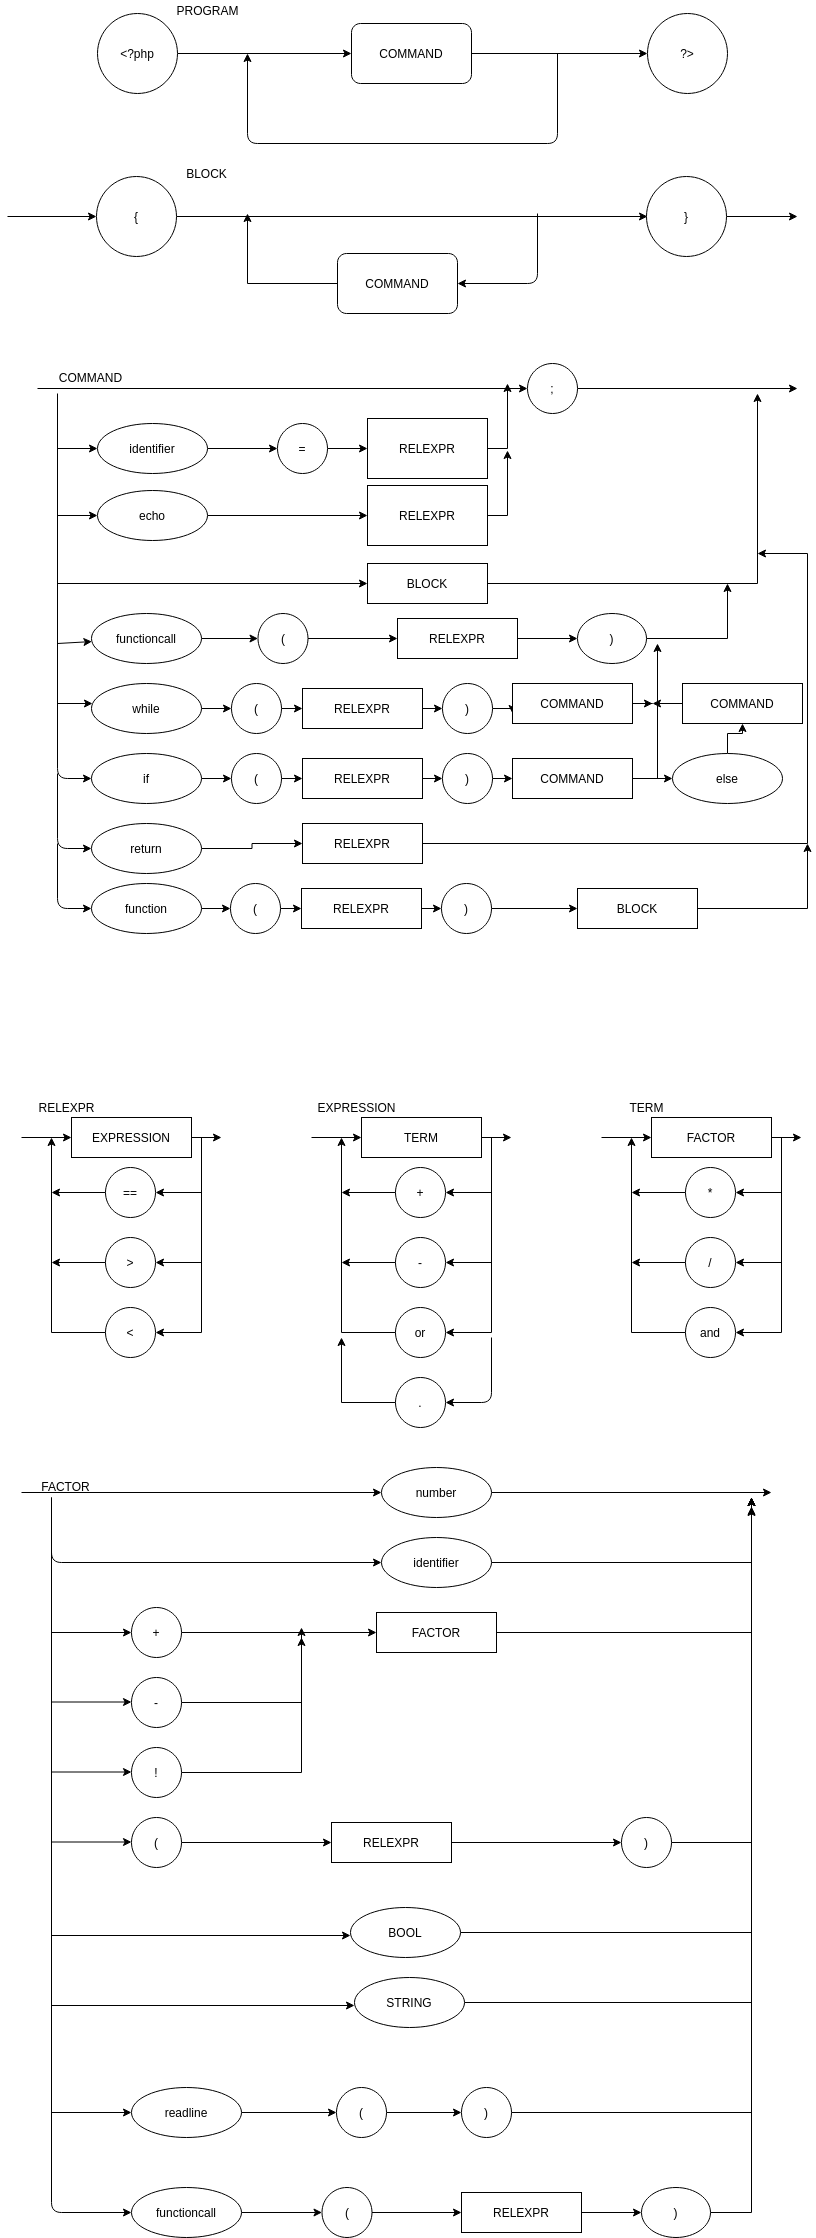 PROGRAM
<?php COMMAND ?>
BLOCK
{ }
COMMAND
COMMAND
;
identifier = RELEXPR
echo RELEXPR
BLOCK
functioncall ( RELEXPR )
while ( RELEXPR ) COMMAND COMMAND
if ( RELEXPR ) COMMAND else
return RELEXPR
function ( RELEXPR ) BLOCK
RELEXPR EXPRESSION TERM
EXPRESSION TERM FACTOR
== + *
> - /
< or and
.
FACTOR
number
identifier
+ FACTOR
-
!
( RELEXPR )
BOOL
STRING
readline ( )
functioncall ( RELEXPR )